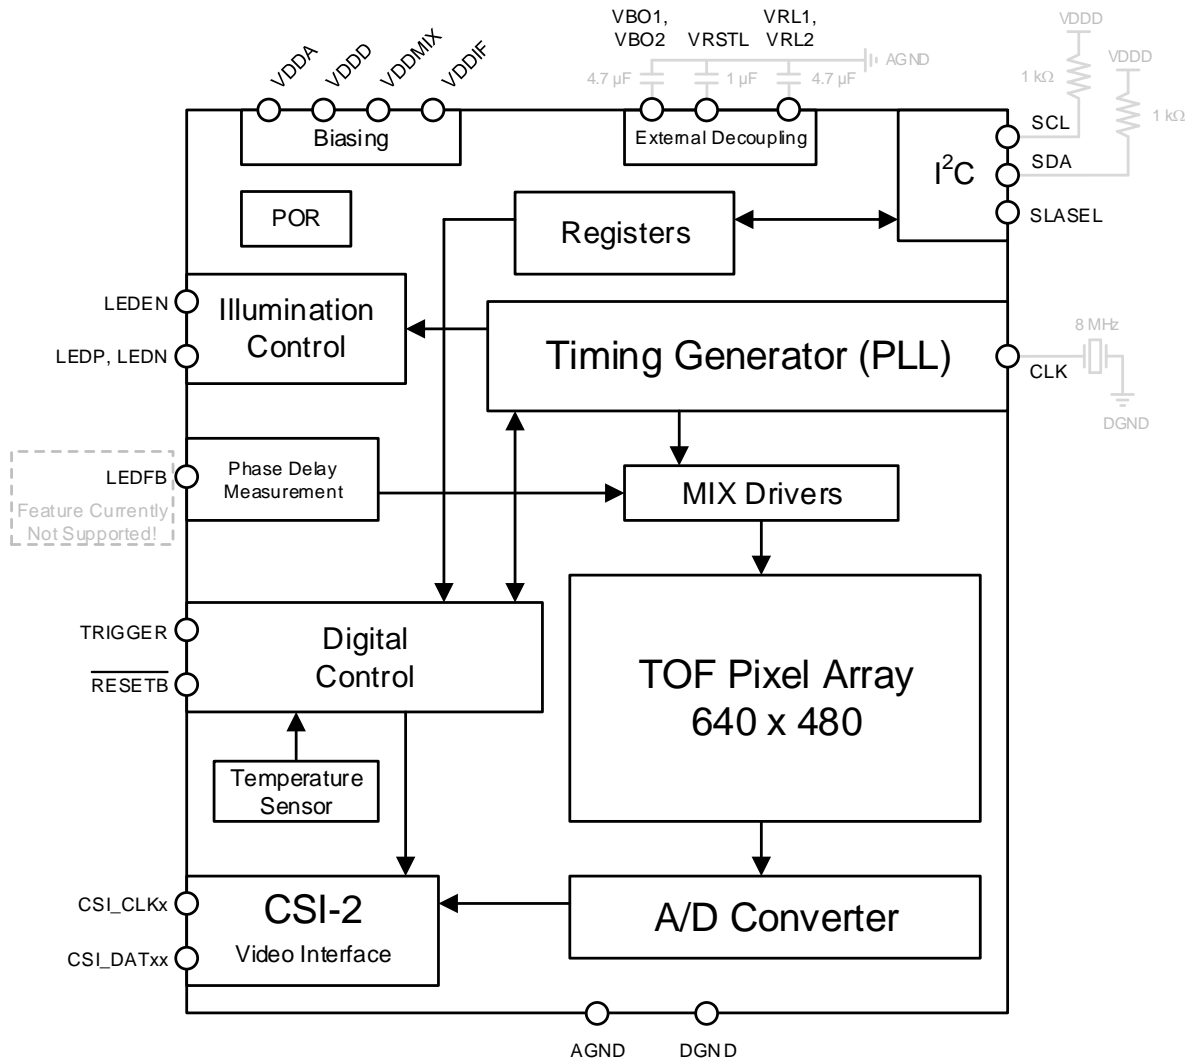 VDDA
VDDD
VDDMIX
VDDIF
VBO1,
VBO2
VRSTL
VRL1,
VRL2
4.7 µF
1 µF
4.7 µF
AGND
VDDD
1 kΩ
VDDD
1 kΩ
Biasing
External Decoupling
I²C
SCL
SDA
SLASEL
POR
Registers
LEDEN
LEDP, LEDN
Illumination
Control
Timing Generator (PLL)
CLK
8 MHz
DGND
LEDFB
Feature Currently
Not Supported!
Phase Delay
Measurement
MIX Drivers
TRIGGER
RESETB
Digital
Control
TOF Pixel Array
640 x 480
Temperature
Sensor
CSI_CLKx
CSI_DATxx
CSI-2
Video Interface
A/D Converter
AGND
DGND